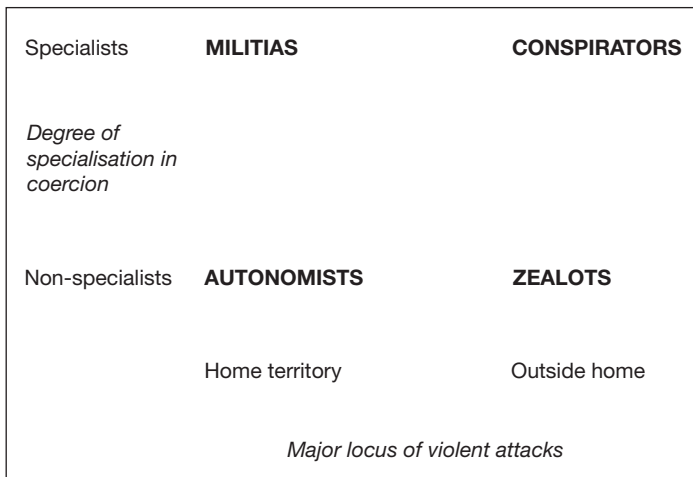 Specialists MILITIAS CONSPIRATORS
Degree of
specialisation in
coercion
Non-specialists AUTONOMISTS ZEALOTS
Home territory Outside home
Major locus of violent attacks